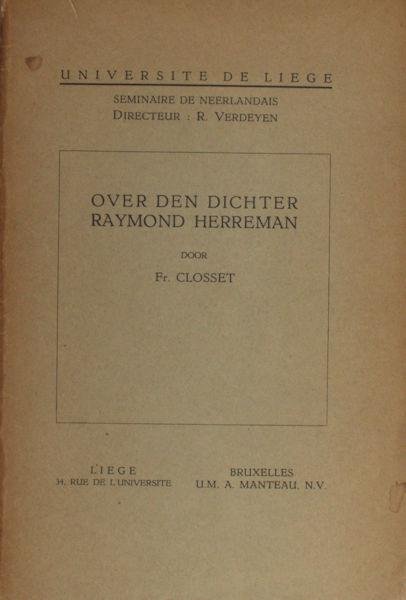 UNIVERSITE DE LIEGE
SEMINAIRE DE NEERLANDAIS
DIRECTEUR : R. VERDEYEN
OVER DEN DICHTER
RAYMOND HERREMAN
DOOR
Fr. CLOSSET
LIEGE
34, RUE DE L'UNIVERSITE
BRUXELLES
U.M. A. MANTEAU, N.V.